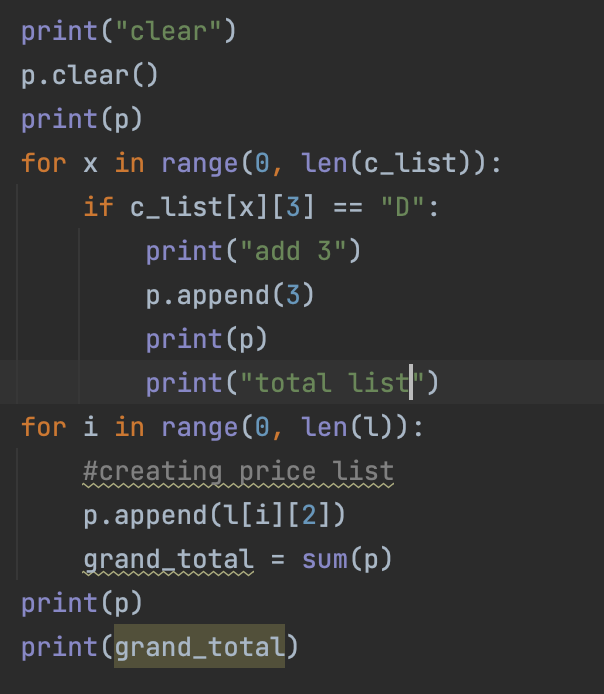 print("clear")
p.clear()
print(p)
for x in range(0, len(c_list)):
    if c_list[x][3] == "D":
        print("add 3")
        p.append(3)
        print(p)
        print("total list")
for i in range(0, len(l)):
    #creating price list
    p.append(l[i][2])
    grand_total = sum(p)
print(p)
print(grand_total)